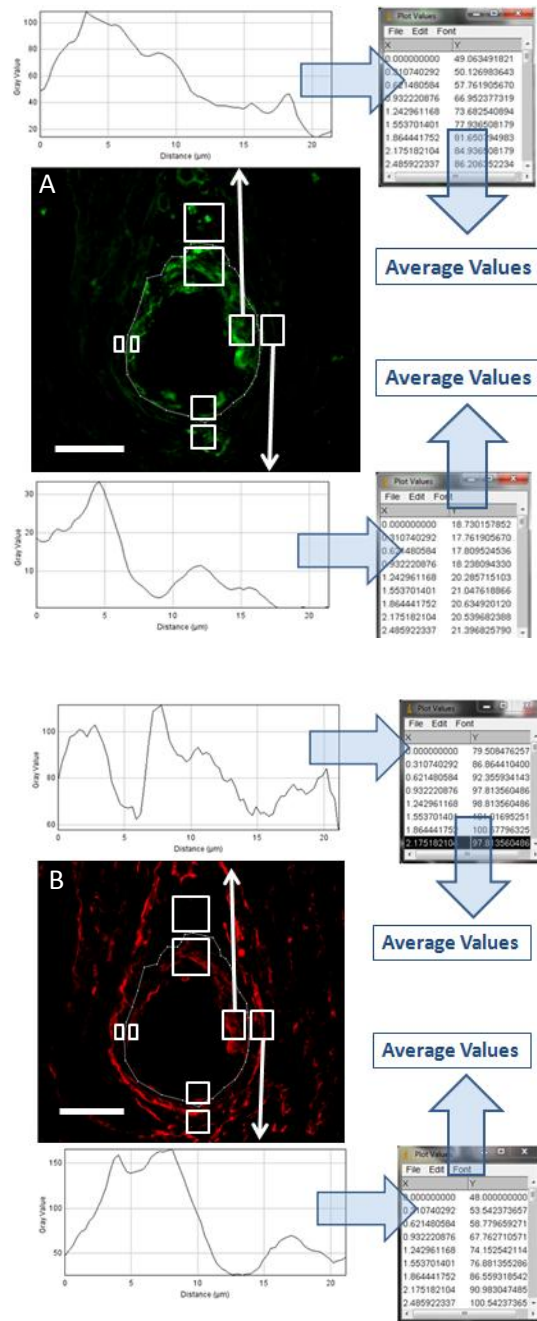 100
80
60
40
20
Gray Value
0 5 10 15 20
Distance (µm)
Plot Values
File Edit Font
X Y
0.000000000 49.063491821
0.310740292 50.126983643
0.621480584 57.761905670
0.932220876 66.952377319
1.242961168 73.682540894
1.553701401 77.936508179
1.864441752 81.650794983
2.175182104 84.936508179
2.485922337 86.206352234
A
Average Values
Average Values
30
20
10
Gray Value
0 5 10 15 20
Distance (µm)
File Edit Font
X
0.000000000 18.730157852
0.310740292 17.761905670
0.621480584 17.809524536
0.932220876 18.238094330
1.242961168 20.285715103
1.553701401 21.047618866
1.864441752 20.634920120
2.175182104 20.539682388
2.485922337 21.396825790
100
80
60
Gray Value
0 5 10 15 20
Distance (µm)
Plot Values
File Edit Font
X Y
0.000000000 79.508476257
0.310740292 86.864410400
0.621480584 92.355934143
0.932220876 97.813560486
1.242961168 98.813560486
1.553701401 101.01695251
1.864441752
2.175182104 97.813560486
B
Average Values
Average Values
150
100
50
Gray Value
0 5 10 15 20
Distance (µm)
Plot Values
File Edit Font
X Y
0.000000000 48.000000000
0.310740292 53.542373657
0.621480584 58.779659271
0.932220876 67.762710571
1.242961168 74.152542114
1.553701401 76.881355286
1.864441752 86.559318542
2.175182104 90.983047485
2.485922337 100.54237365